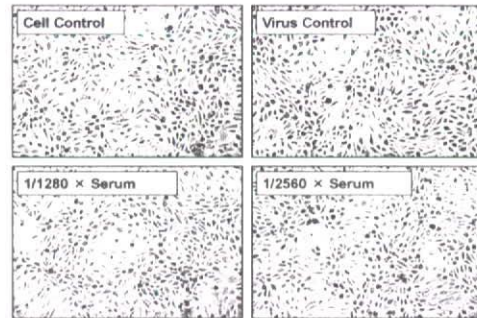 Cell Control
Virus Control
1/1280 × Serum
1/2560 × Serum